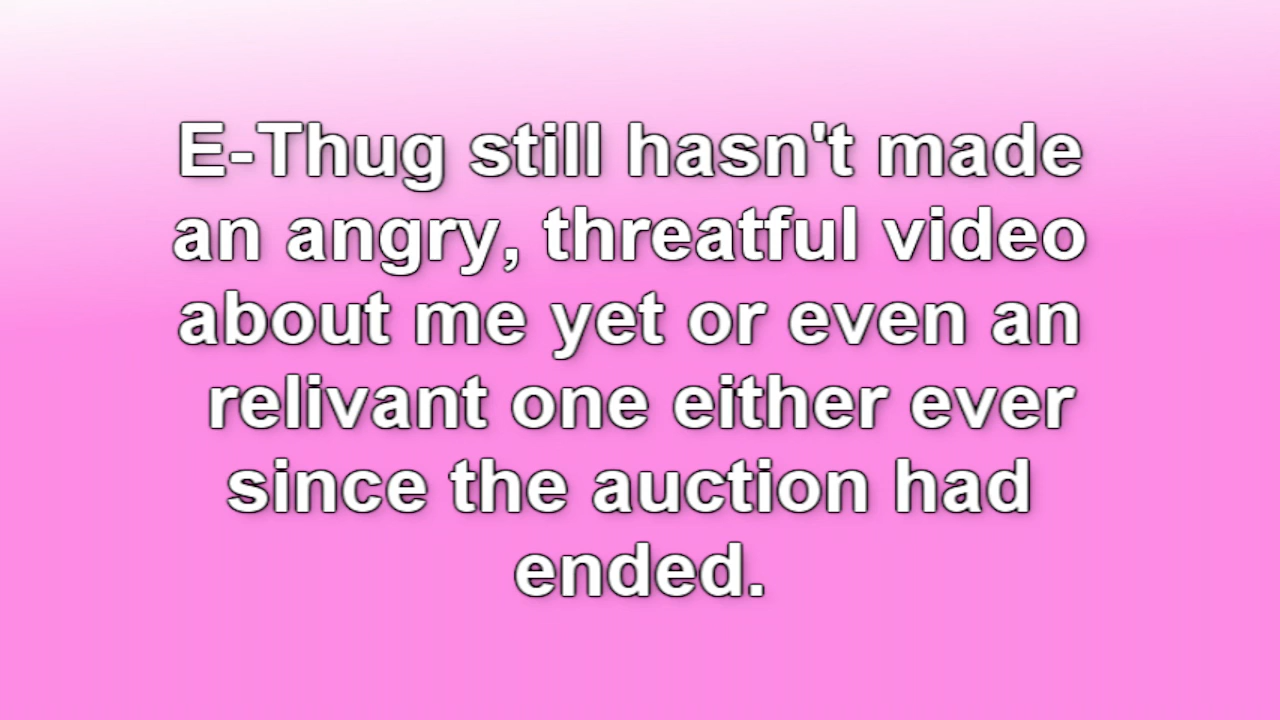 E-Thug still hasn't made
an angry, threatful video
about me yet or even an
relivant one either ever
since the auction had
ended.